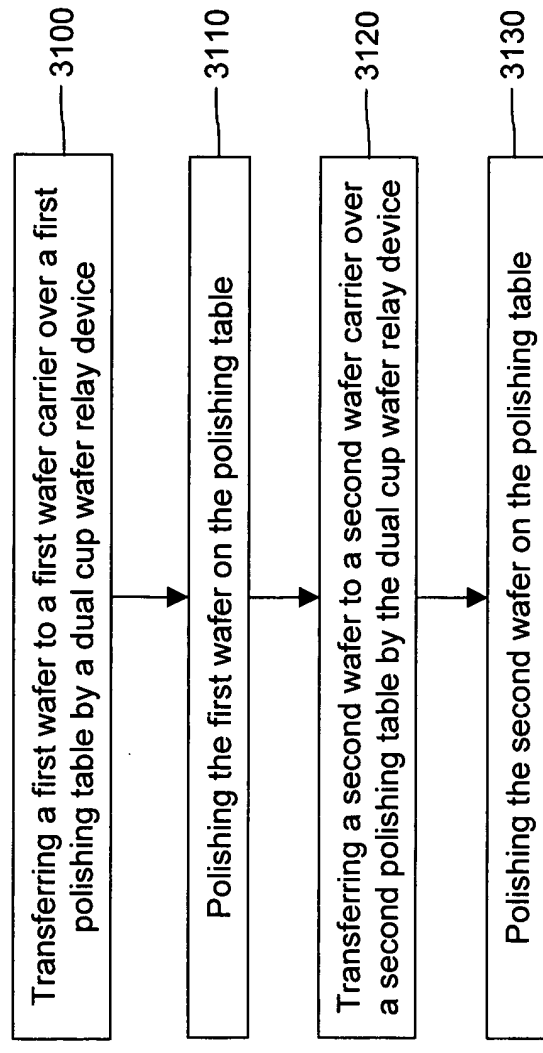 Transferring a first wafer to a first wafer carrier over a first
polishing table by a dual cup wafer relay device
3100
Polishing the first wafer on the polishing table
3110
Transferring a second wafer to a second wafer carrier over
a second polishing table by the dual cup wafer relay device
3120
Polishing the second wafer on the polishing table
3130